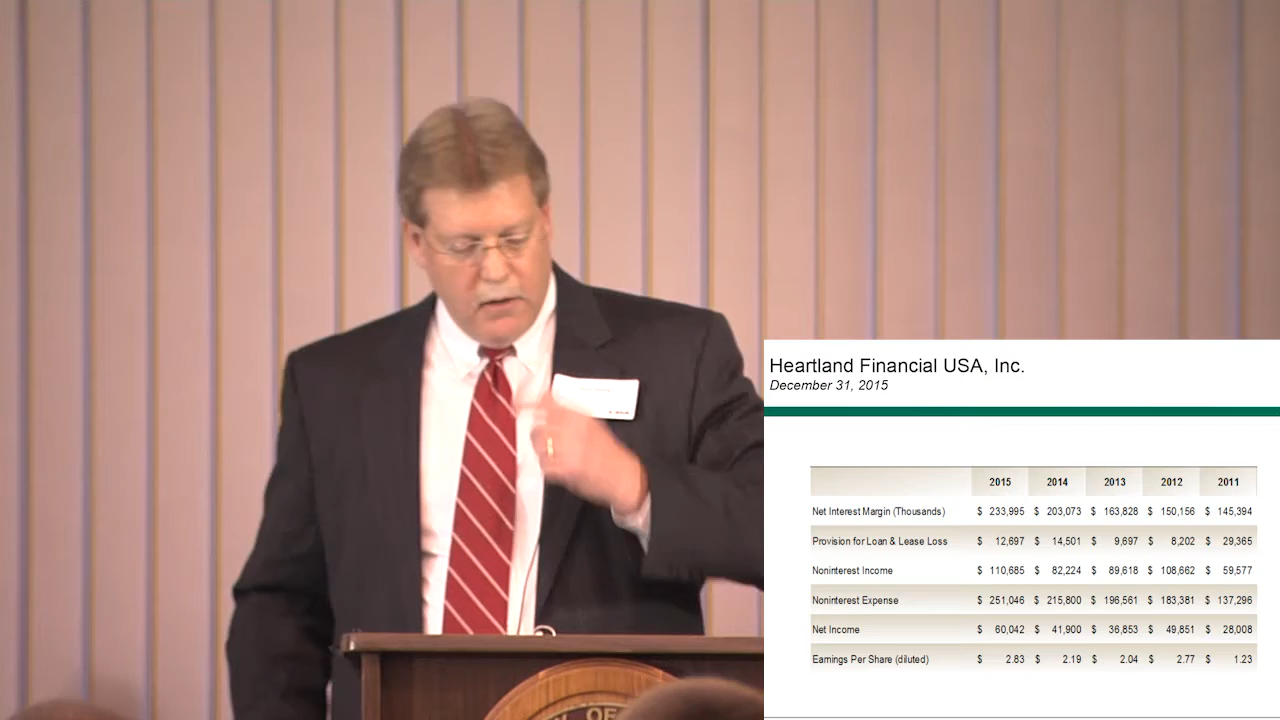 Heartland Financial USA, Inc.
December 31, 2015
2015 2014 2013 2012 2011
Net Interest Margin (Thousands) $ 233,995 $ 203,073 $ 163,828 $ 150,156 $ 145,394
Provision for Loan & Lease Loss $ 12,697 $ 14,501 $ 9,697 $ 8,202 $ 29,365
Noninterest Income $ 110,685 $ 82,224 $ 89,618 $ 108,662 $ 59,577
Noninterest Expense $ 251,046 $ 215,800 $ 196,561 $ 183,381 $ 137,296
Net Income $ 60,042 $ 41,900 $ 36,853 $ 49,851 $ 28,008
Earnings Per Share (diluted) $ 2.83 $ 2.19 $ 2.04 $ 2.77 $ 1.23
OF